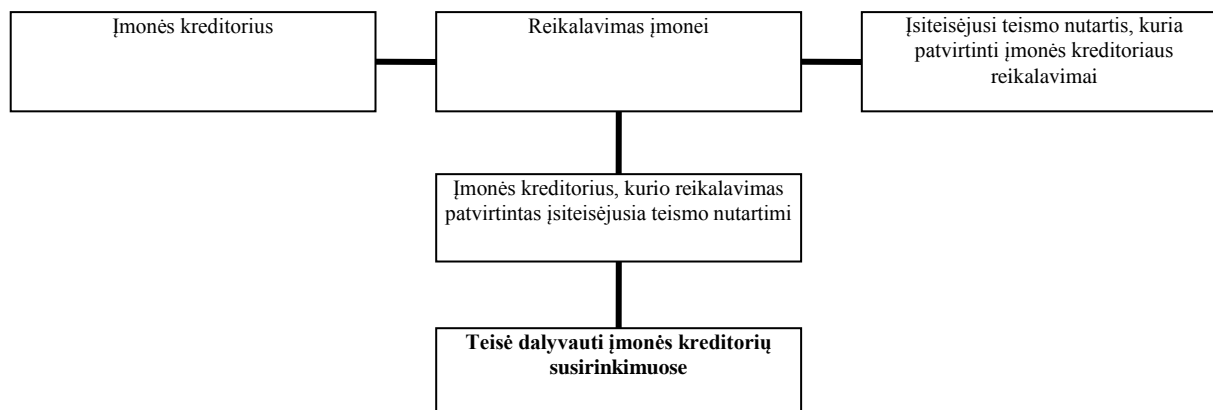 Įmonės kreditorius
Reikalavimas įmonei
Įsiteisėjusi teismo nutartis, kuria
patvirtinti įmonės kreditoriaus
reikalavimai
Įmonės kreditorius, kurio reikalavimas
patvirtintas įsiteisėjusia teismo nutartimi
Teisė dalyvauti įmonės kreditorių
susirinkimuose